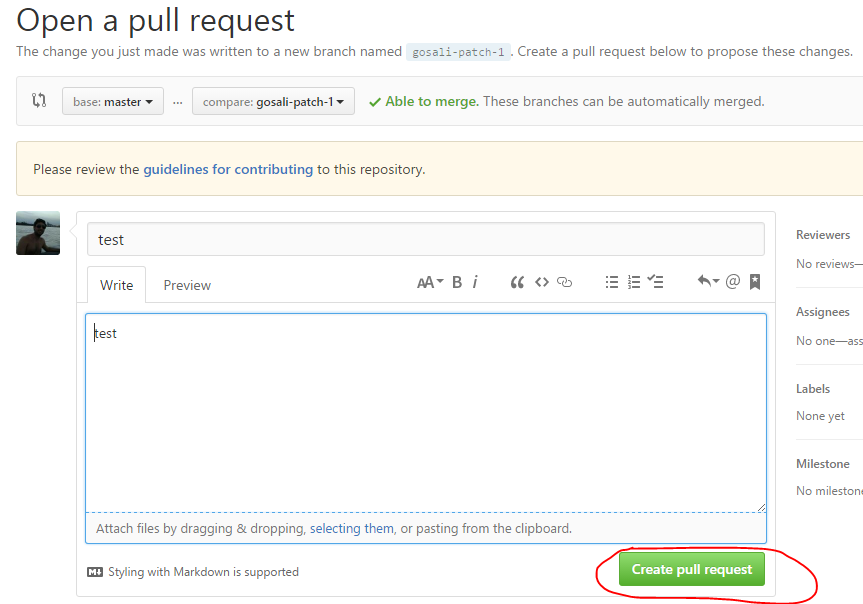 Open a pull request
The change you just made was written to a new branch named gosali-patch-1. Create a pull request below to propose these changes.
base: master ... compare: gosali-patch-1 Able to merge. These branches can be automatically merged.
Please review the guidelines for contributing to this repository.
test
Write Preview AA B i @
test
Attach files by dragging & dropping, selecting them, or pasting from the clipboard.
Styling with Markdown is supported
Create pull request
Reviewers
No reviews—
Assignees
No one—ass
Labels
None yet
Milestone
No milestone